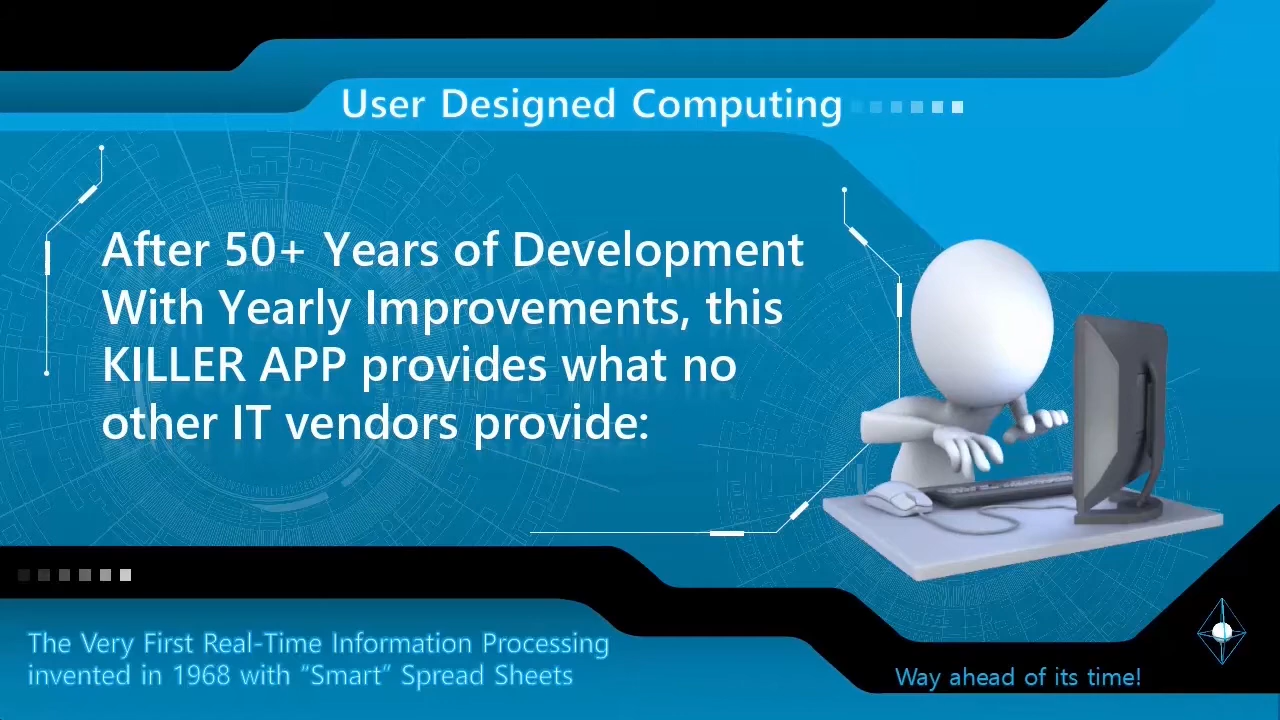 User Designed Computing
After 50+ Years of Development
With Yearly Improvements, this
KILLER APP provides what no
other IT vendors provide:
The Very First Real-Time Information Processing
invented in 1968 with “Smart” Spread Sheets
Way ahead of its time!